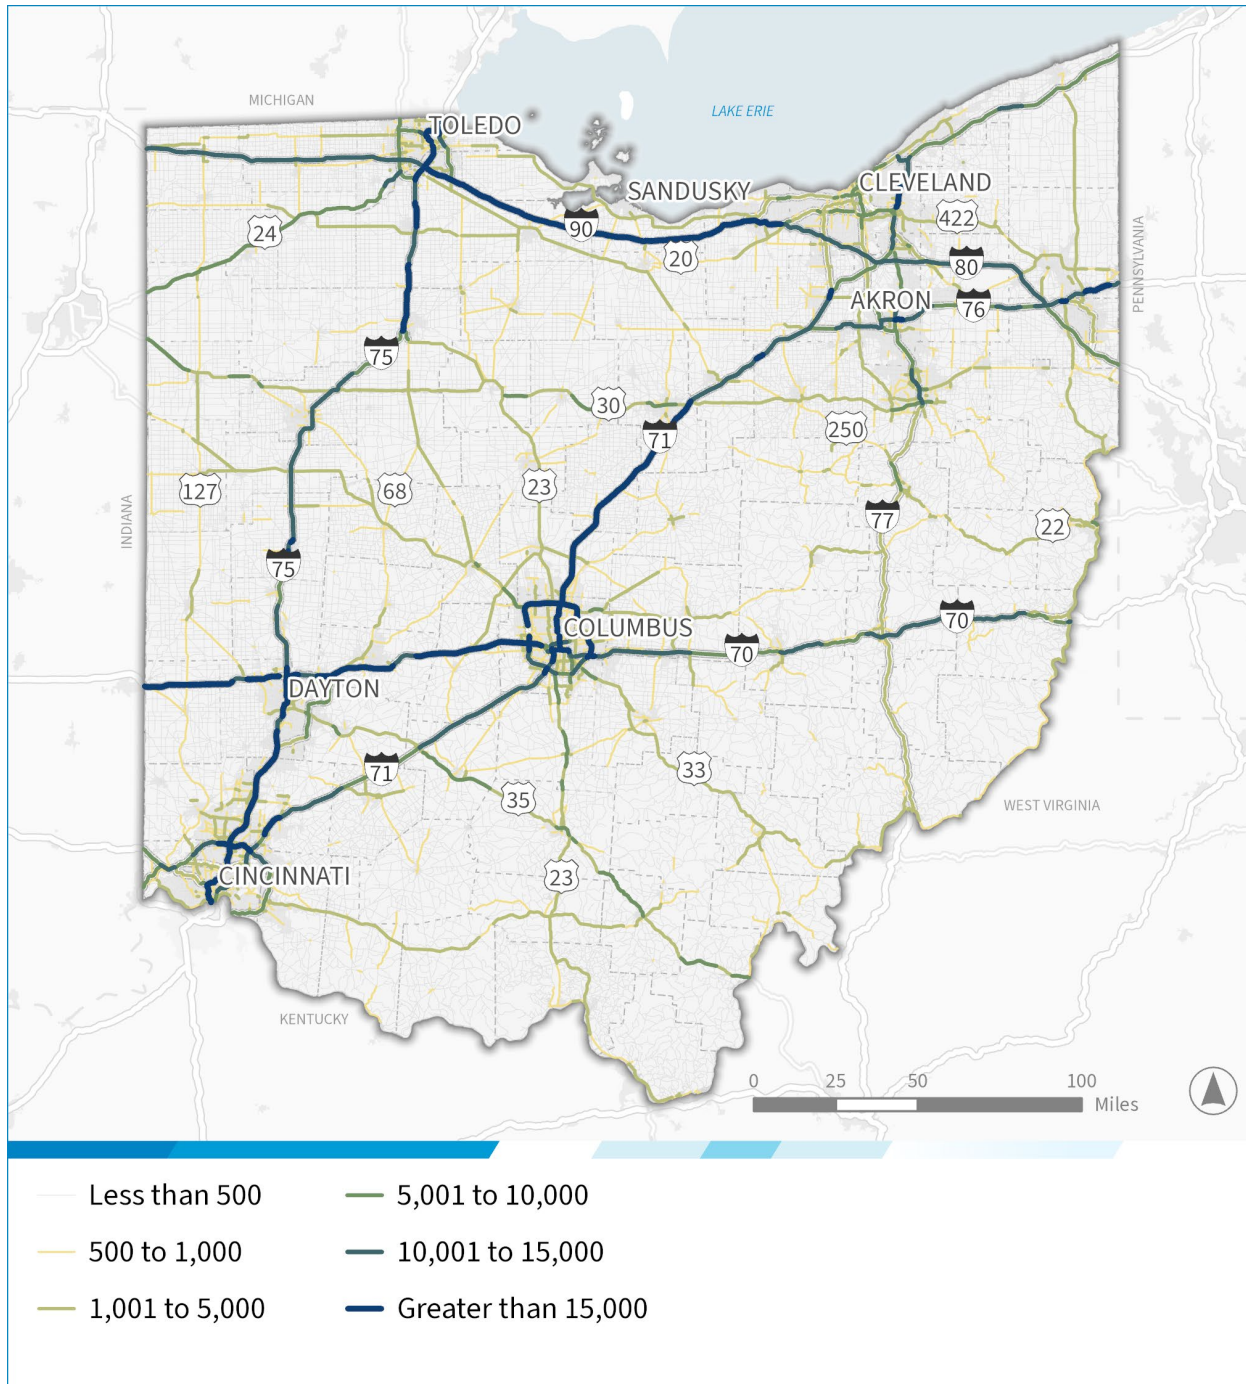 MICHIGAN
LAKE ERIE
TOLEDO
SANDUSKY
CLEVELAND
24
90
422
20
80
PENNSYLVANIA
AKRON
76
75
30
250
71
127
68
23
INDIANA
77
22
75
COLUMBUS
70
70
DAYTON
71
33
35
WEST VIRGINIA
CINCINNATI
23
KENTUCKY
0 25 50 100
Miles
Less than 500
500 to 1,000
1,001 to 5,000
5,001 to 10,000
10,001 to 15,000
Greater than 15,000